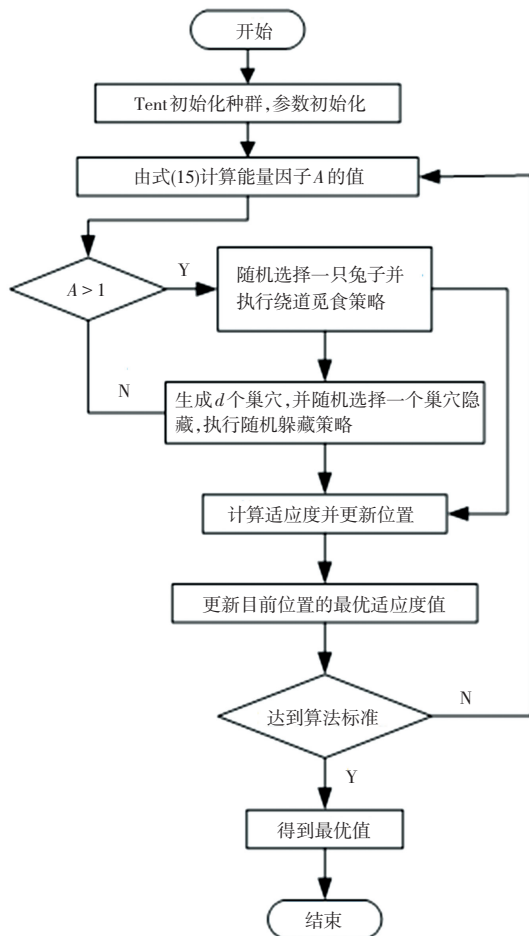 开始
Tent初始化种群,参数初始化
由式(15)计算能量因子A的值
A > 1
Y
随机选择一只兔子并
执行绕道觅食策略
N
生成d个巢穴,并随机选择一个巢穴隐
藏,执行随机躲藏策略
计算适应度并更新位置
更新目前位置的最优适应度值
达到算法标准
N
Y
得到最优值
结束